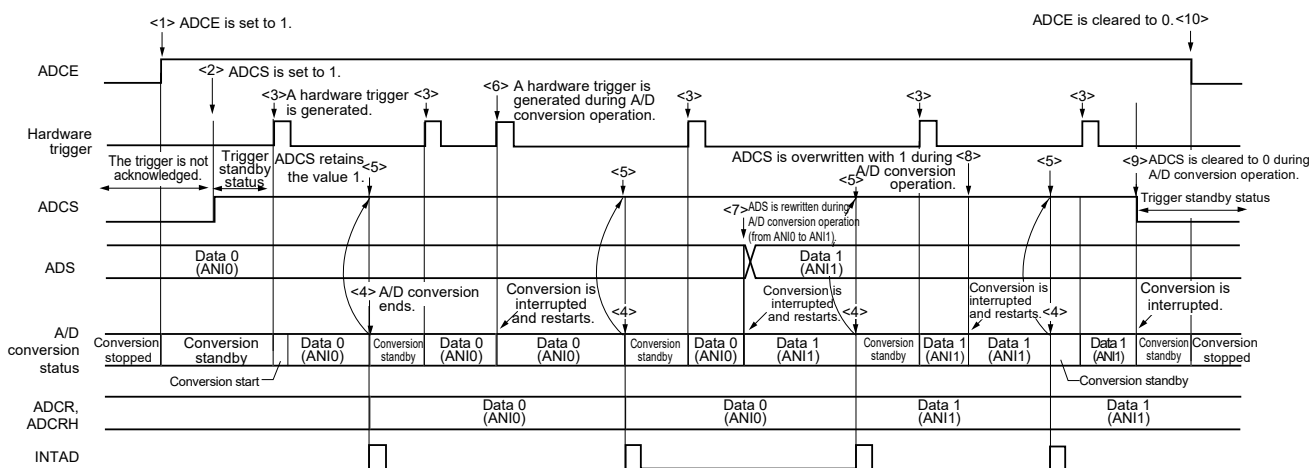 <1> ADCE is set to 1.
ADCE is cleared to 0. <10>
ADCE
<2> ADCS is set to 1.
<3> A hardware trigger
is generated.
<3>
<6> A hardware trigger is
generated during A/D
conversion operation.
<3>
<3>
<3>
Hardware
trigger
The trigger is not
acknowledged.
Trigger
standby
status
ADCS retains
the value 1.
<5>
<5>
ADCS is overwritten with 1 during
A/D conversion
operation.
<8>
<5>
<5>
<9> ADCS is cleared to 0 during
A/D conversion operation.
Trigger standby status
ADCS
<7> ADS is rewritten during
A/D conversion operation
(from ANI0 to ANI1).
ADS
Data 0
(ANI0)
Data 1
(ANI1)
<4> A/D conversion
ends.
Conversion is
interrupted
and restarts.
<4>
Conversion is
interrupted
and restarts.
<4>
Conversion is
interrupted
and restarts.
<4>
Conversion is
interrupted.
A/D
conversion
status
Conversion
stopped
Conversion
standby
Data 0
(ANI0)
Conversion
standby
Data 0
(ANI0)
Data 0
(ANI0)
Conversion
standby
Data 0
(ANI0)
Data 1
(ANI1)
Conversion
standby
Data 1
(ANI1)
Data 1
(ANI1)
Data 1
(ANI1)
Conversion
standby
Conversion
stopped
Conversion start
Conversion standby
ADCR,
ADCRH
Data 0
(ANI0)
Data 0
(ANI0)
Data 1
(ANI1)
Data 1
(ANI1)
INTAD